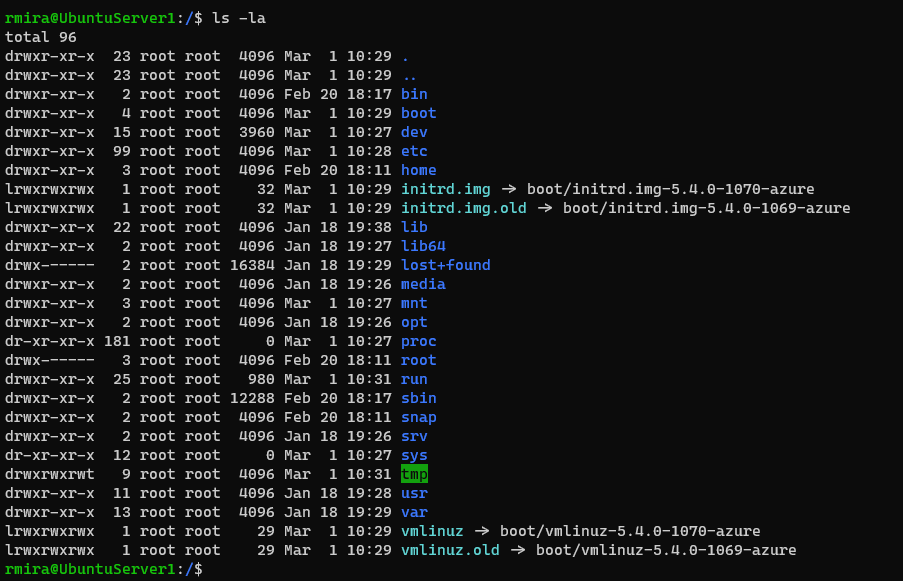 rmira@UbuntuServer1:/$ ls -la
total 96
drwxr-xr-x  23 root root  4096 Mar  1 10:29 .
drwxr-xr-x  23 root root  4096 Mar  1 10:29 ..
drwxr-xr-x   2 root root  4096 Feb 20 18:17 bin
drwxr-xr-x   4 root root  4096 Mar  1 10:29 boot
drwxr-xr-x  15 root root  3960 Mar  1 10:27 dev
drwxr-xr-x  99 root root  4096 Mar  1 10:28 etc
drwxr-xr-x   3 root root  4096 Feb 20 18:11 home
lrwxrwxrwx   1 root root    32 Mar  1 10:29 initrd.img -> boot/initrd.img-5.4.0-1070-azure
lrwxrwxrwx   1 root root    32 Mar  1 10:29 initrd.img.old -> boot/initrd.img-5.4.0-1069-azure
drwxr-xr-x  22 root root  4096 Jan 18 19:38 lib
drwxr-xr-x   2 root root  4096 Jan 18 19:27 lib64
drwx------   2 root root 16384 Jan 18 19:29 lost+found
drwxr-xr-x   2 root root  4096 Jan 18 19:26 media
drwxr-xr-x   3 root root  4096 Mar  1 10:27 mnt
drwxr-xr-x   2 root root  4096 Jan 18 19:26 opt
dr-xr-xr-x 181 root root     0 Mar  1 10:27 proc
drwx------   3 root root  4096 Feb 20 18:11 root
drwxr-xr-x  25 root root   980 Mar  1 10:31 run
drwxr-xr-x   2 root root 12288 Feb 20 18:17 sbin
drwxr-xr-x   2 root root  4096 Feb 20 18:11 snap
drwxr-xr-x   2 root root  4096 Jan 18 19:26 srv
dr-xr-xr-x  12 root root     0 Mar  1 10:27 sys
drwxrwxrwt   9 root root  4096 Mar  1 10:31 tmp
drwxr-xr-x  11 root root  4096 Jan 18 19:28 usr
drwxr-xr-x  13 root root  4096 Jan 18 19:29 var
lrwxrwxrwx   1 root root    29 Mar  1 10:29 vmlinuz -> boot/vmlinuz-5.4.0-1070-azure
lrwxrwxrwx   1 root root    29 Mar  1 10:29 vmlinuz.old -> boot/vmlinuz-5.4.0-1069-azure
rmira@UbuntuServer1:/$